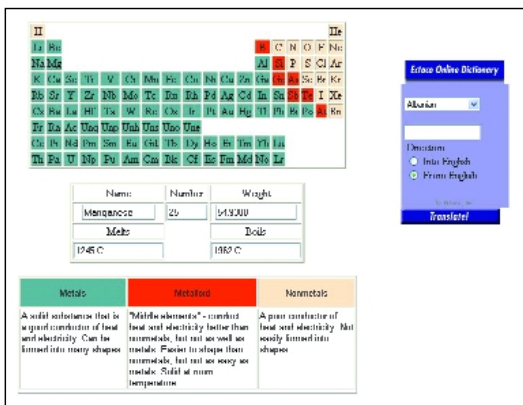 H He
Li Be B C N O F Ne
Na Mg Al Si P S Cl Ar
K Ca Sc Ti V Cr Mn Fe Co Ni Cu Zn Ga Ge As Se Br Kr
Rb Sr Y Zr Nb Mo Tc Ru Rh Pd Ag Cd In Sn Sb Te I Xe
Cs Ba La Hf Ta W Re Os Ir Pt Au Hg Tl Pb Bi Po At Rn
Fr Ra Ac Unq Unp Unh Uns Uno Une
Ce Pr Nd Pm Sm Eu Gd Tb Dy Ho Er Tm Yb Lu
Th Pa U Np Pu Am Cm Bk Cf Es Fm Md No Lr
Name Number Weight
Manganese 25
Melts Boils
1245 C 1962 C
Metals Metalloid Nonmetals
A solid substance that is
a good conductor of heat
and electricity. Can be
formed into many shapes
"Middle elements" - conduct
heat and electricity better than
nonmetals, but not as well as
metals. Easier to shape than
nonmetals, but not as easy as
metals. Solid at room
temperature.
A poor conductor of
heat and electricity. Not
easily formed into
shapes
Ectaco Online Dictionary
Albanian
Direction:
Into English
From English
Translate!